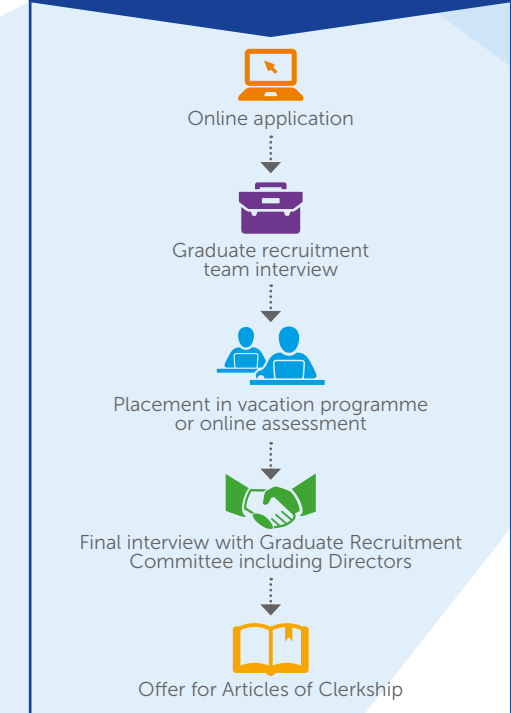 Online application
Graduate recruitment
team interview
Placement in vacation programme
or online assessment
Final interview with Graduate Recruitment
Committee including Directors
Offer for Articles of Clerkship